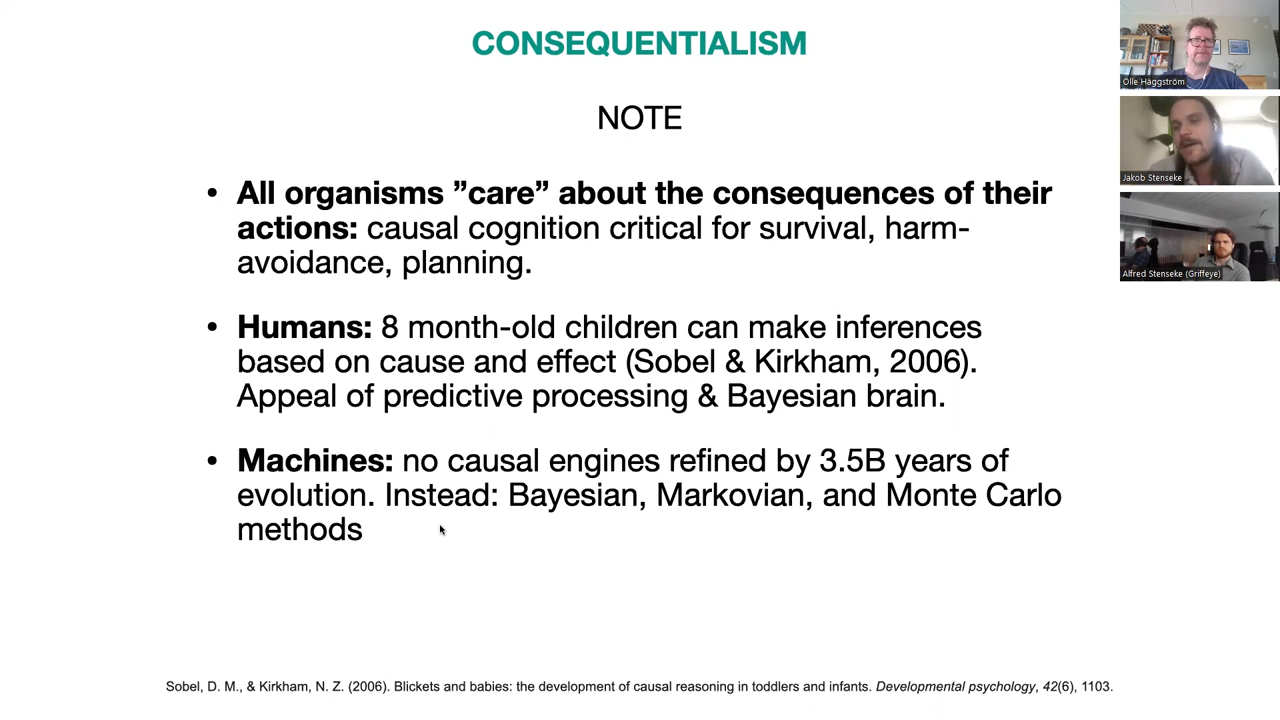 CONSEQUENTIALISM
NOTE
• All organisms ”care” about the consequences of their
actions: causal cognition critical for survival, harm-
avoidance, planning.
• Humans: 8 month-old children can make inferences
based on cause and effect (Sobel & Kirkham, 2006).
Appeal of predictive processing & Bayesian brain.
• Machines: no causal engines refined by 3.5B years of
evolution. Instead: Bayesian, Markovian, and Monte Carlo
methods
Sobel, D. M., & Kirkham, N. Z. (2006). Blickets and babies: the development of causal reasoning in toddlers and infants. Developmental psychology, 42(6), 1103.
Olle Häggström
Jakob Stenseke
Alfred Stenseke (Griffeye)